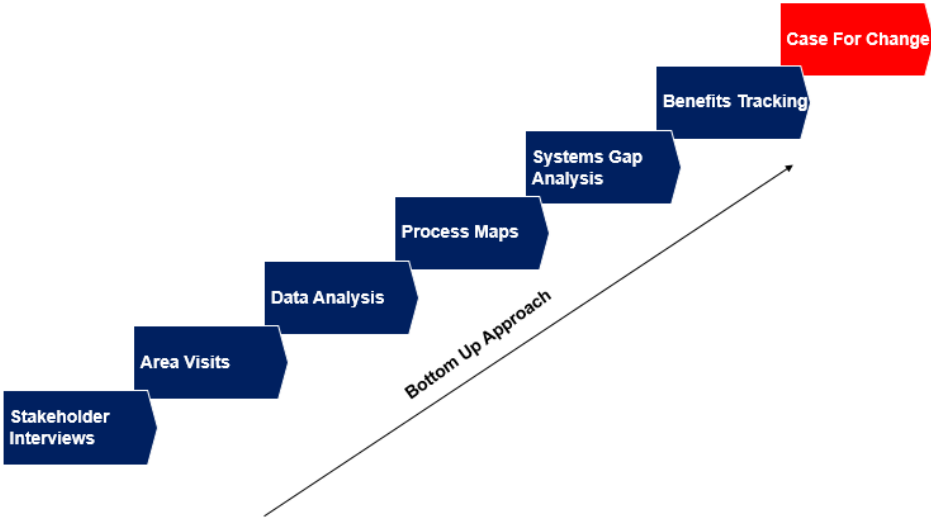 Case For Change
Benefits Tracking
Systems Gap
Analysis
Process Maps
Data Analysis
Bottom Up Approach
Area Visits
Stakeholder
Interviews